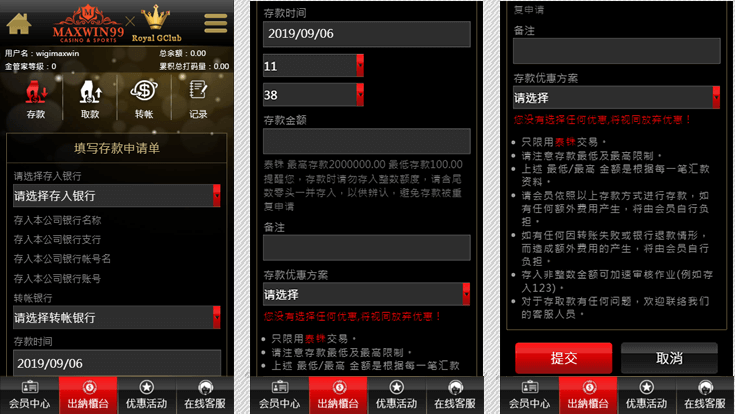 MAXWIN99
CASINO & SPORTS
×
Royal GClub
用户名：wigimaxwin
总余额：0.00
金管家等级：0
累积总打码量：0.00
存款
取款
转帐
记录
填写存款申请单
请选择存入银行
请选择存入银行
存入本公司银行名称
存入本公司银行支行
存入本公司银行帐号名
存入本公司银行账号
转帐银行
请选择转帐银行
存款时间
2019/09/06
会员中心
出納櫃台
优惠活动
在线客服
存款时间
2019/09/06
11
38
存款金额
泰铢 最高存款2000000.00 最低存款100.00
提醒您，存款时请勿存入整数额度，请含尾
数零头一并存入，以供辨认，避免存款被重
复申请
备注
存款优惠方案
请选择
您没有选择任何优惠,将视同放弃优惠！
• 只限用泰铢交易。
• 请注意存款最低及最高限制。
• 上述 最低/最高 金额是根据每一笔汇款
会员中心
出納櫃台
优惠活动
在线客服
复申请
备注
存款优惠方案
请选择
您没有选择任何优惠,将视同放弃优惠！
• 只限用泰铢交易。
• 请注意存款最低及最高限制。
• 上述 最低/最高 金额是根据每一笔汇款
资料。
• 请会员依照以上存款方式进行存款，如
有任何额外费用产生，将由会员自行负
担。
• 如有任何因转账失败或银行退款情形，
而造成额外费用的产生，将由会员自行
负担。
• 存入非整数金额可加速审核作业(例如存
入123)。
• 对于存取款有任何问题，欢迎联络我们
的客服人员。
提交
取消
会员中心
出納櫃台
优惠活动
在线客服